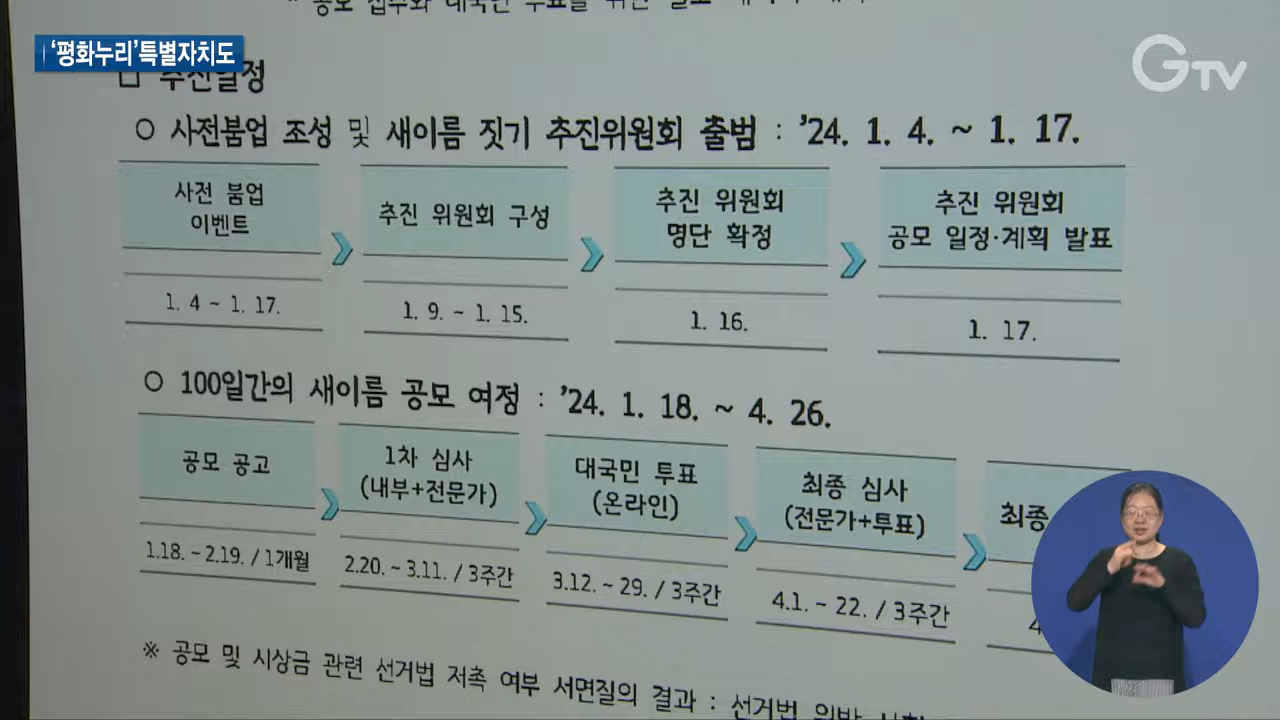 '평화누리'특별자치도
GTV
□ 추진일정
○ 사전붐업 조성 및 새이름 짓기 추진위원회 출범 : '24. 1. 4. ~ 1. 17.
사전 붐업
이벤트
추진 위원회 구성
추진 위원회
명단 확정
추진 위원회
공모 일정·계획 발표
1. 4 ~ 1. 17.
1. 9. ~ 1. 15.
1. 16.
1. 17.
○ 100일간의 새이름 공모 여정 : '24. 1. 18. ~ 4. 26.
공모 공고
1차 심사
(내부+전문가)
대국민 투표
(온라인)
최종 심사
(전문가+투표)
최종
1.18. ~ 2.19. / 1개월
2.20. ~ 3.11. / 3주간
3.12. ~ 29. / 3주간
4.1. ~ 22. / 3주간
※ 공모 및 시상금 관련 선거법 저촉 여부 서면질의 결과 : 선거법